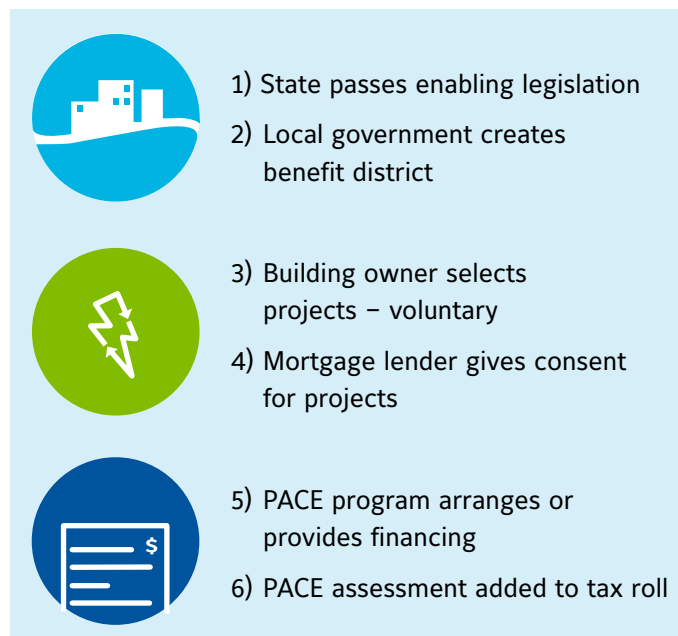 1) State passes enabling legislation
2) Local government creates
benefit district
3) Building owner selects
projects – voluntary
4) Mortgage lender gives consent
for projects
5) PACE program arranges or
provides financing
$
6) PACE assessment added to tax roll